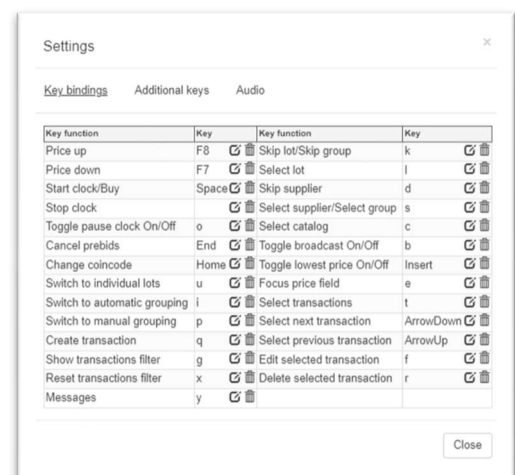 Settings ×
Key bindings Additional keys Audio
Key function Key Key function Key
Price up F8 Skip lot/Skip group k
Price down F7 Select lot l
Start clock/Buy Space Skip supplier d
Stop clock Select supplier/Select group s
Toggle pause clock On/Off o Select catalog c
Cancel prebids End Toggle broadcast On/Off b
Change coincode Home Toggle lowest price On/Off Insert
Switch to individual lots u Focus price field e
Switch to automatic grouping i Select transactions t
Switch to manual grouping p Select next transaction ArrowDown
Create transaction q Select previous transaction ArrowUp
Show transactions filter g Edit selected transaction f
Reset transactions filter x Delete selected transaction r
Messages y
Close